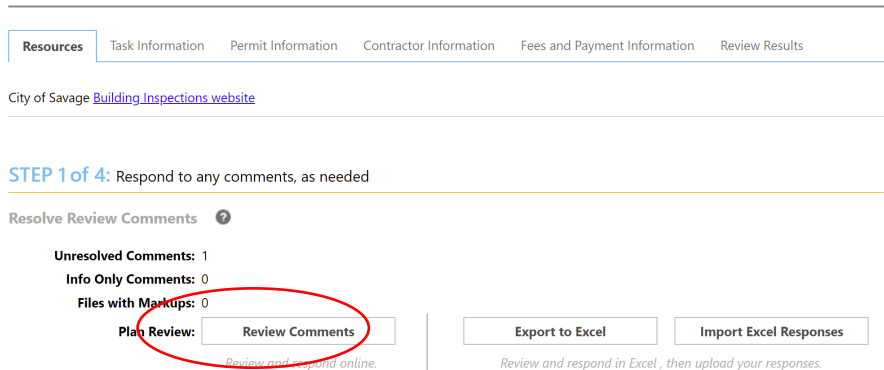 Resources Task Information Permit Information Contractor Information Fees and Payment Information Review Results
City of Savage Building Inspections website
STEP 1 of 4: Respond to any comments, as needed
Resolve Review Comments ?
Unresolved Comments: 1
Info Only Comments: 0
Files with Markups: 0
Plan Review: Review Comments Export to Excel Import Excel Responses
Review and respond online. Review and respond in Excel , then upload your responses.